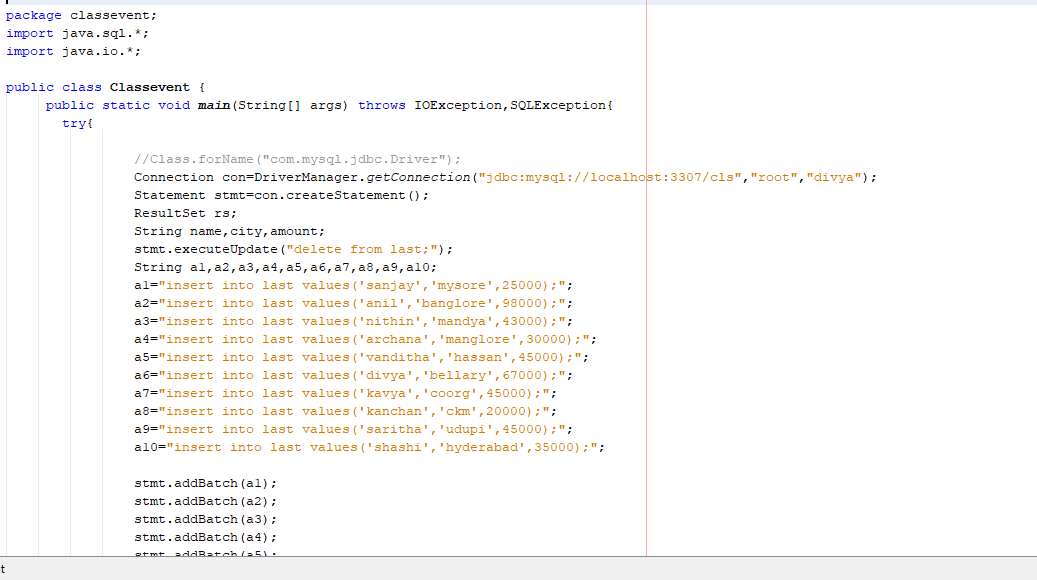 package classevent;
import java.sql.*;
import java.io.*;
public class Classevent {
public static void main(String[] args) throws IOException,SQLException{
try{
//Class.forName("com.mysql.jdbc.Driver");
Connection con=DriverManager.getConnection("jdbc:mysql://localhost:3307/cls","root","divya");
Statement stmt=con.createStatement();
ResultSet rs;
String name,city,amount;
stmt.executeUpdate("delete from last;");
String a1,a2,a3,a4,a5,a6,a7,a8,a9,a10;
a1="insert into last values('sanjay','mysore',25000);";
a2="insert into last values('anil','banglore',98000);";
a3="insert into last values('nithin','mandya',43000);";
a4="insert into last values('archana','manglore',30000);";
a5="insert into last values('vanditha','hassan',45000);";
a6="insert into last values('divya','bellary',67000);";
a7="insert into last values('kavya','coorg',45000);";
a8="insert into last values('kanchan','ckm',20000);";
a9="insert into last values('saritha','udupi',45000);";
a10="insert into last values('shashi','hyderabad',35000);";
stmt.addBatch(a1);
stmt.addBatch(a2);
stmt.addBatch(a3);
stmt.addBatch(a4);
stmt.addBatch(a5);
t